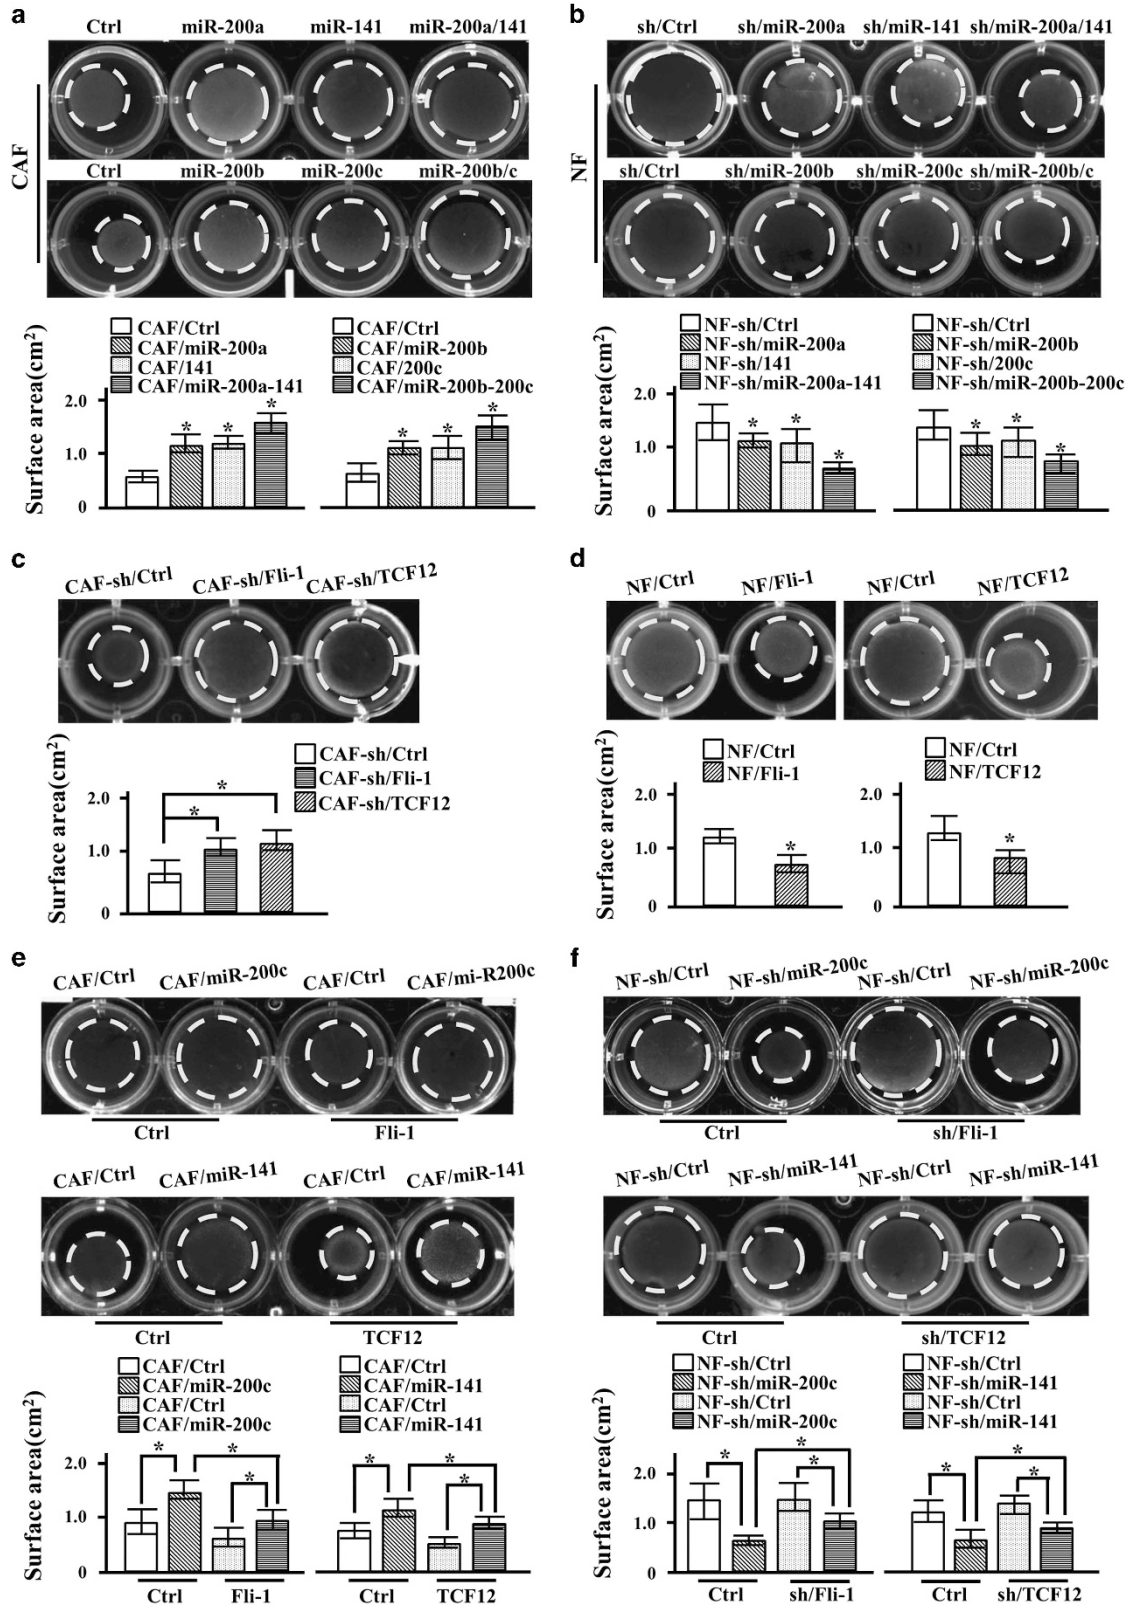 a
Ctrl miR-200a miR-141 miR-200a/141
CAF
Ctrl miR-200b miR-200c miR-200b/c
CAF/Ctrl
CAF/miR-200a
CAF/141
CAF/miR-200a-141
CAF/Ctrl
CAF/miR-200b
CAF/200c
CAF/miR-200b-200c
Surface area(cm2)
2.0
1.0
0
* * * * * *
b
sh/Ctrl sh/miR-200a sh/miR-141 sh/miR-200a/141
NF
sh/Ctrl sh/miR-200b sh/miR-200c sh/miR-200b/c
NF-sh/Ctrl
NF-sh/miR-200a
NF-sh/141
NF-sh/miR-200a-141
NF-sh/Ctrl
NF-sh/miR-200b
NF-sh/200c
NF-sh/miR-200b-200c
Surface area(cm2)
2.0
1.0
0
* * * * * *
c
CAF-sh/Ctrl CAF-sh/Fli-1 CAF-sh/TCF12
CAF-sh/Ctrl
CAF-sh/Fli-1
CAF-sh/TCF12
Surface area(cm2)
2.0
1.0
0
* *
d
NF/Ctrl NF/Fli-1 NF/Ctrl NF/TCF12
NF/Ctrl
NF/Fli-1
Surface area(cm2)
2.0
1.0
0
*
NF/Ctrl
NF/TCF12
2.0
1.0
0
*
e
CAF/Ctrl CAF/miR-200c CAF/Ctrl CAF/mi-R200c
Ctrl Fli-1
CAF/Ctrl CAF/miR-141 CAF/Ctrl CAF/miR-141
Ctrl TCF12
CAF/Ctrl
CAF/miR-200c
CAF/Ctrl
CAF/miR-200c
CAF/Ctrl
CAF/miR-141
CAF/Ctrl
CAF/miR-141
Surface area(cm2)
2.0
1.0
0
* * * * * *
Ctrl Fli-1 Ctrl TCF12
f
NF-sh/Ctrl NF-sh/miR-200c NF-sh/Ctrl NF-sh/miR-200c
Ctrl sh/Fli-1
NF-sh/Ctrl NF-sh/miR-141 NF-sh/Ctrl NF-sh/miR-141
Ctrl sh/TCF12
NF-sh/Ctrl
NF-sh/miR-200c
NF-sh/Ctrl
NF-sh/miR-200c
NF-sh/Ctrl
NF-sh/miR-141
NF-sh/Ctrl
NF-sh/miR-141
Surface area(cm2)
2.0
1.0
0
* * * * * *
Ctrl sh/Fli-1 Ctrl sh/TCF12